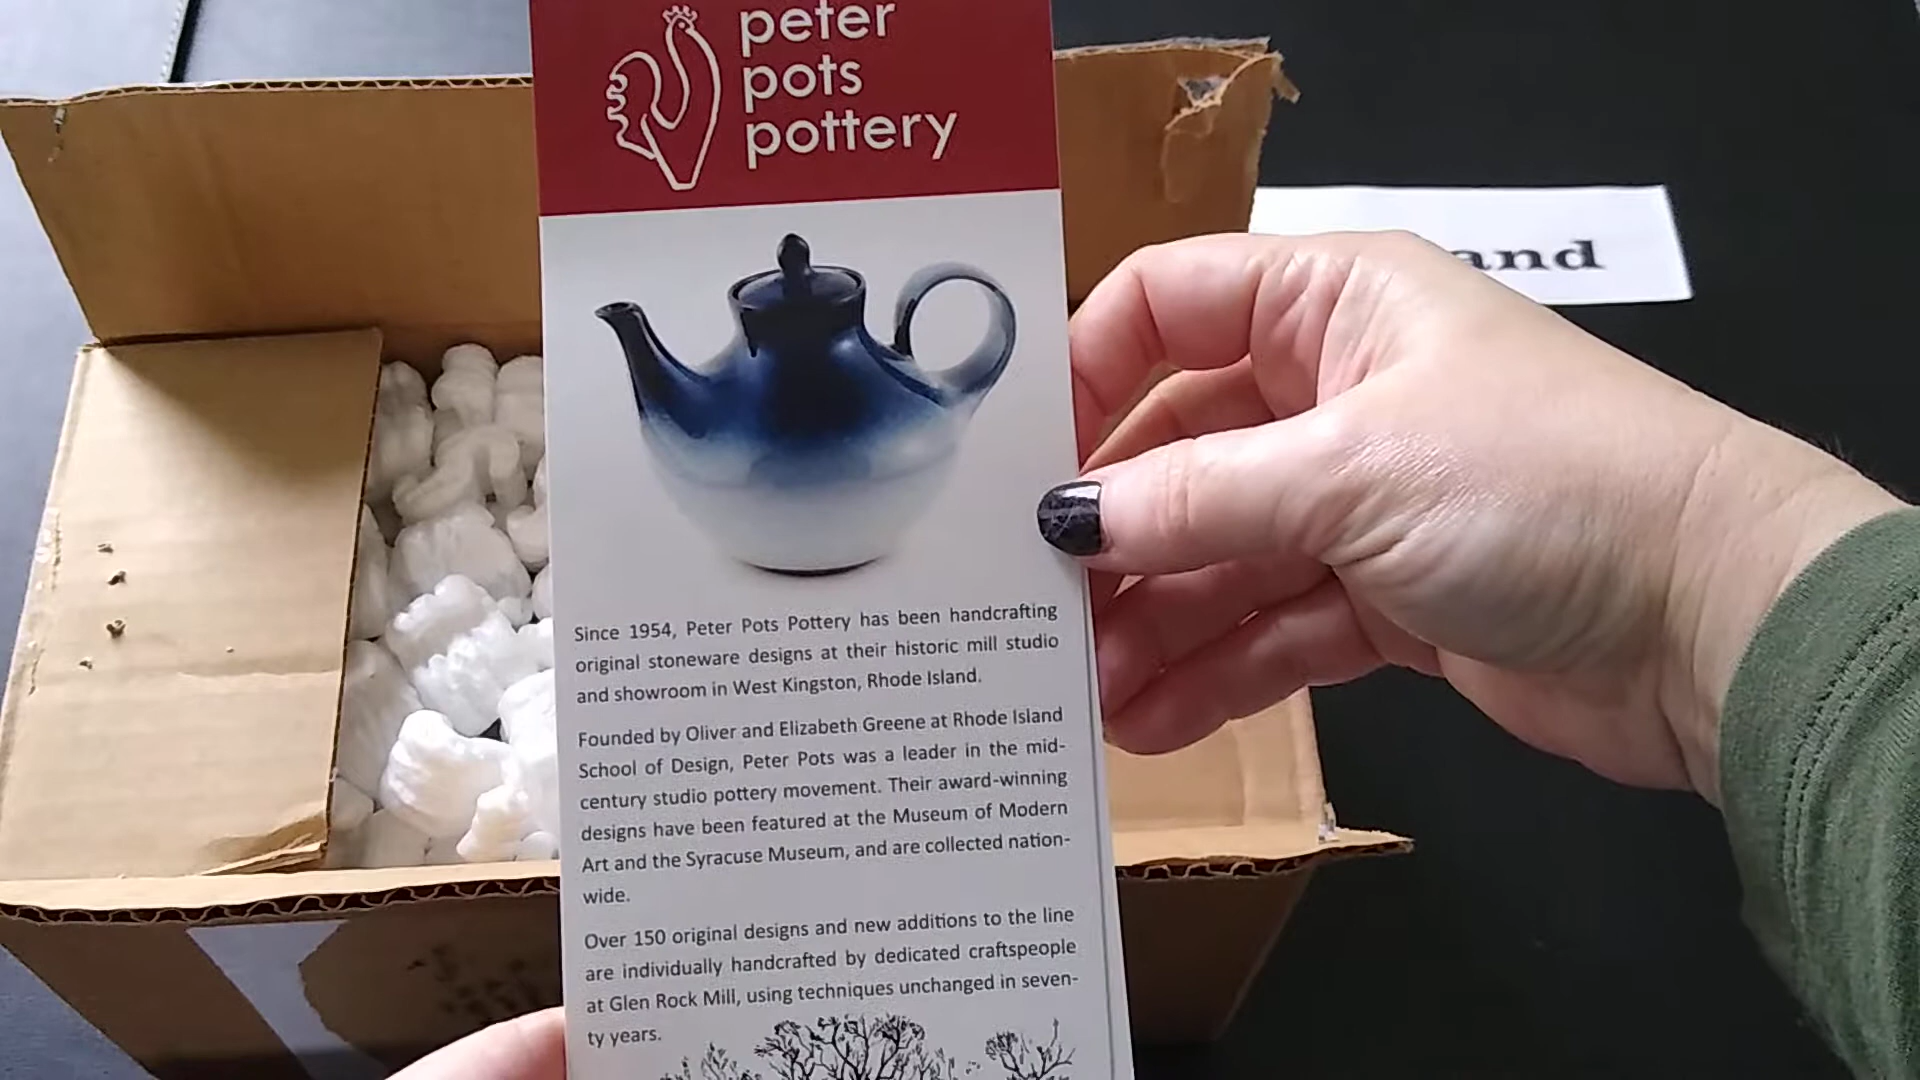 peter
pots
pottery
and
Since 1954, Peter Pots Pottery has been handcrafting
original stoneware designs at their historic mill studio
and showroom in West Kingston, Rhode Island.
Founded by Oliver and Elizabeth Greene at Rhode Island
School of Design, Peter Pots was a leader in the mid-
century studio pottery movement. Their award-winning
designs have been featured at the Museum of Modern
Art and the Syracuse Museum, and are collected nation-
wide.
Over 150 original designs and new additions to the line
are individually handcrafted by dedicated craftspeople
at Glen Rock Mill, using techniques unchanged in seven-
ty years.